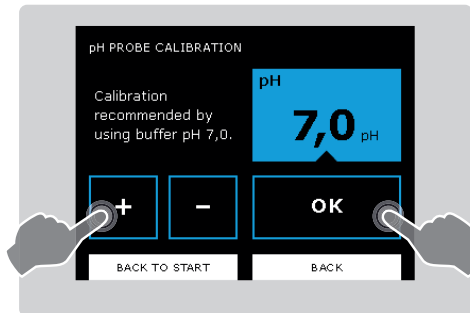 pH PROBE CALIBRATION
pH
Calibration
recommended by
using buffer pH 7,0.
7,0 pH
+ - OK
BACK TO START BACK